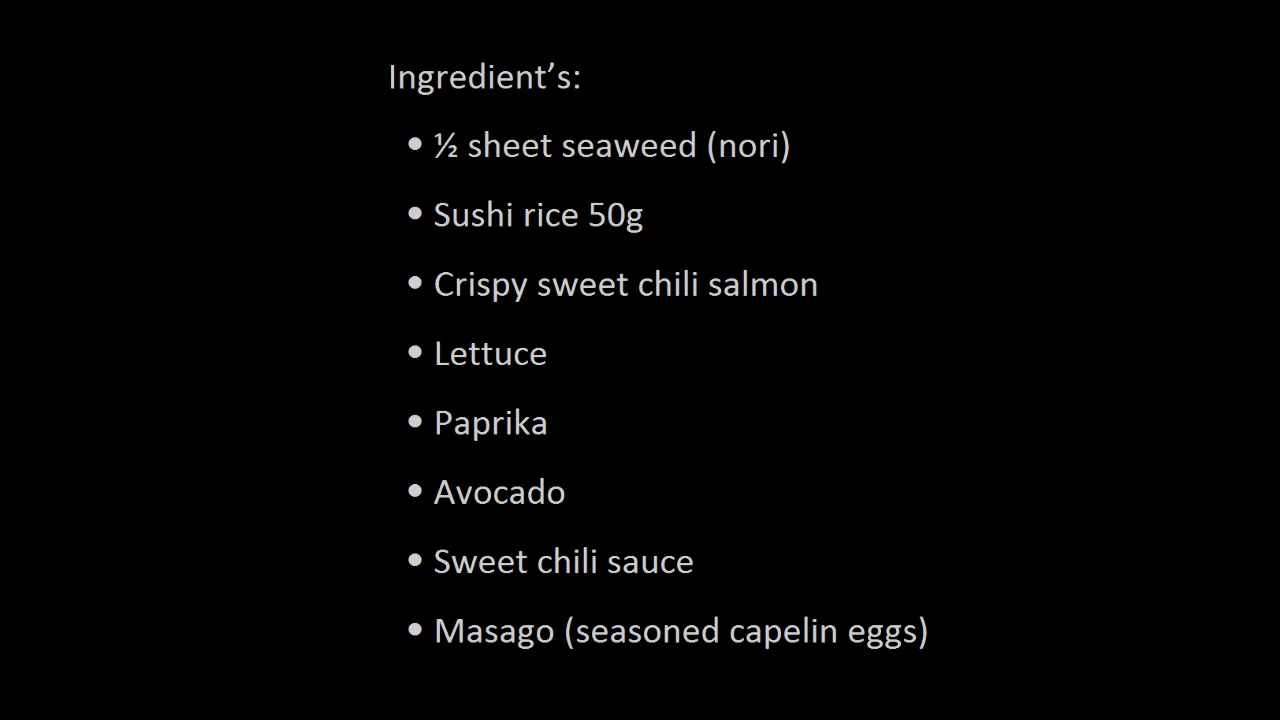 Ingredient’s:
• ½ sheet seaweed (nori)
• Sushi rice 50g
• Crispy sweet chili salmon
• Lettuce
• Paprika
• Avocado
• Sweet chili sauce
• Masago (seasoned capelin eggs)